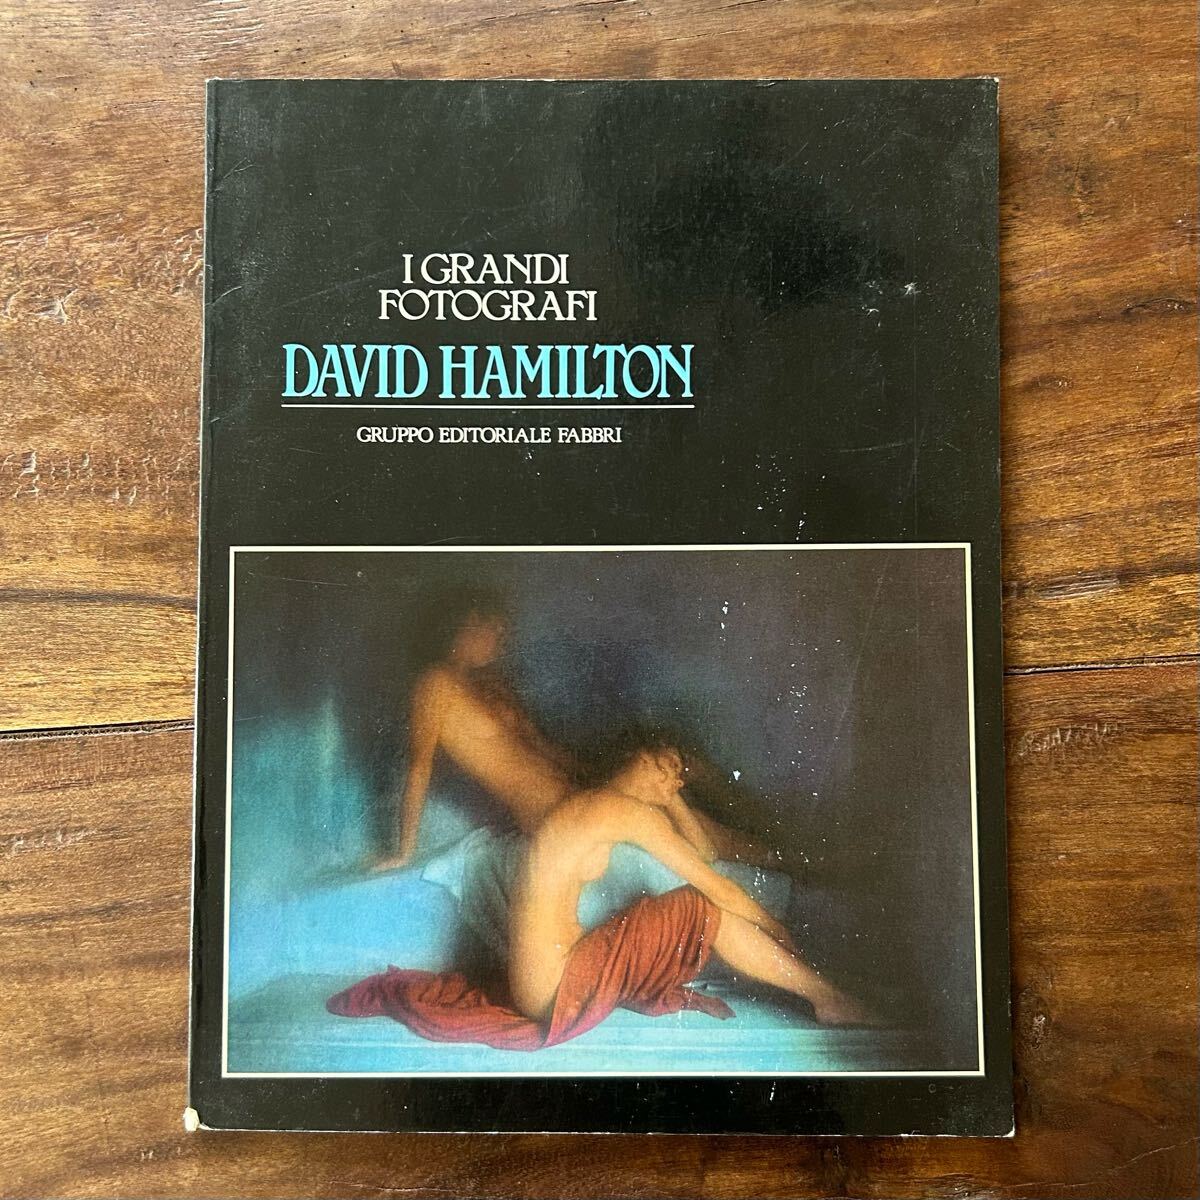 I GRANDI
FOTOGRAFI
DAVID HAMILTON
GRUPPO EDITORIALE FABBRI